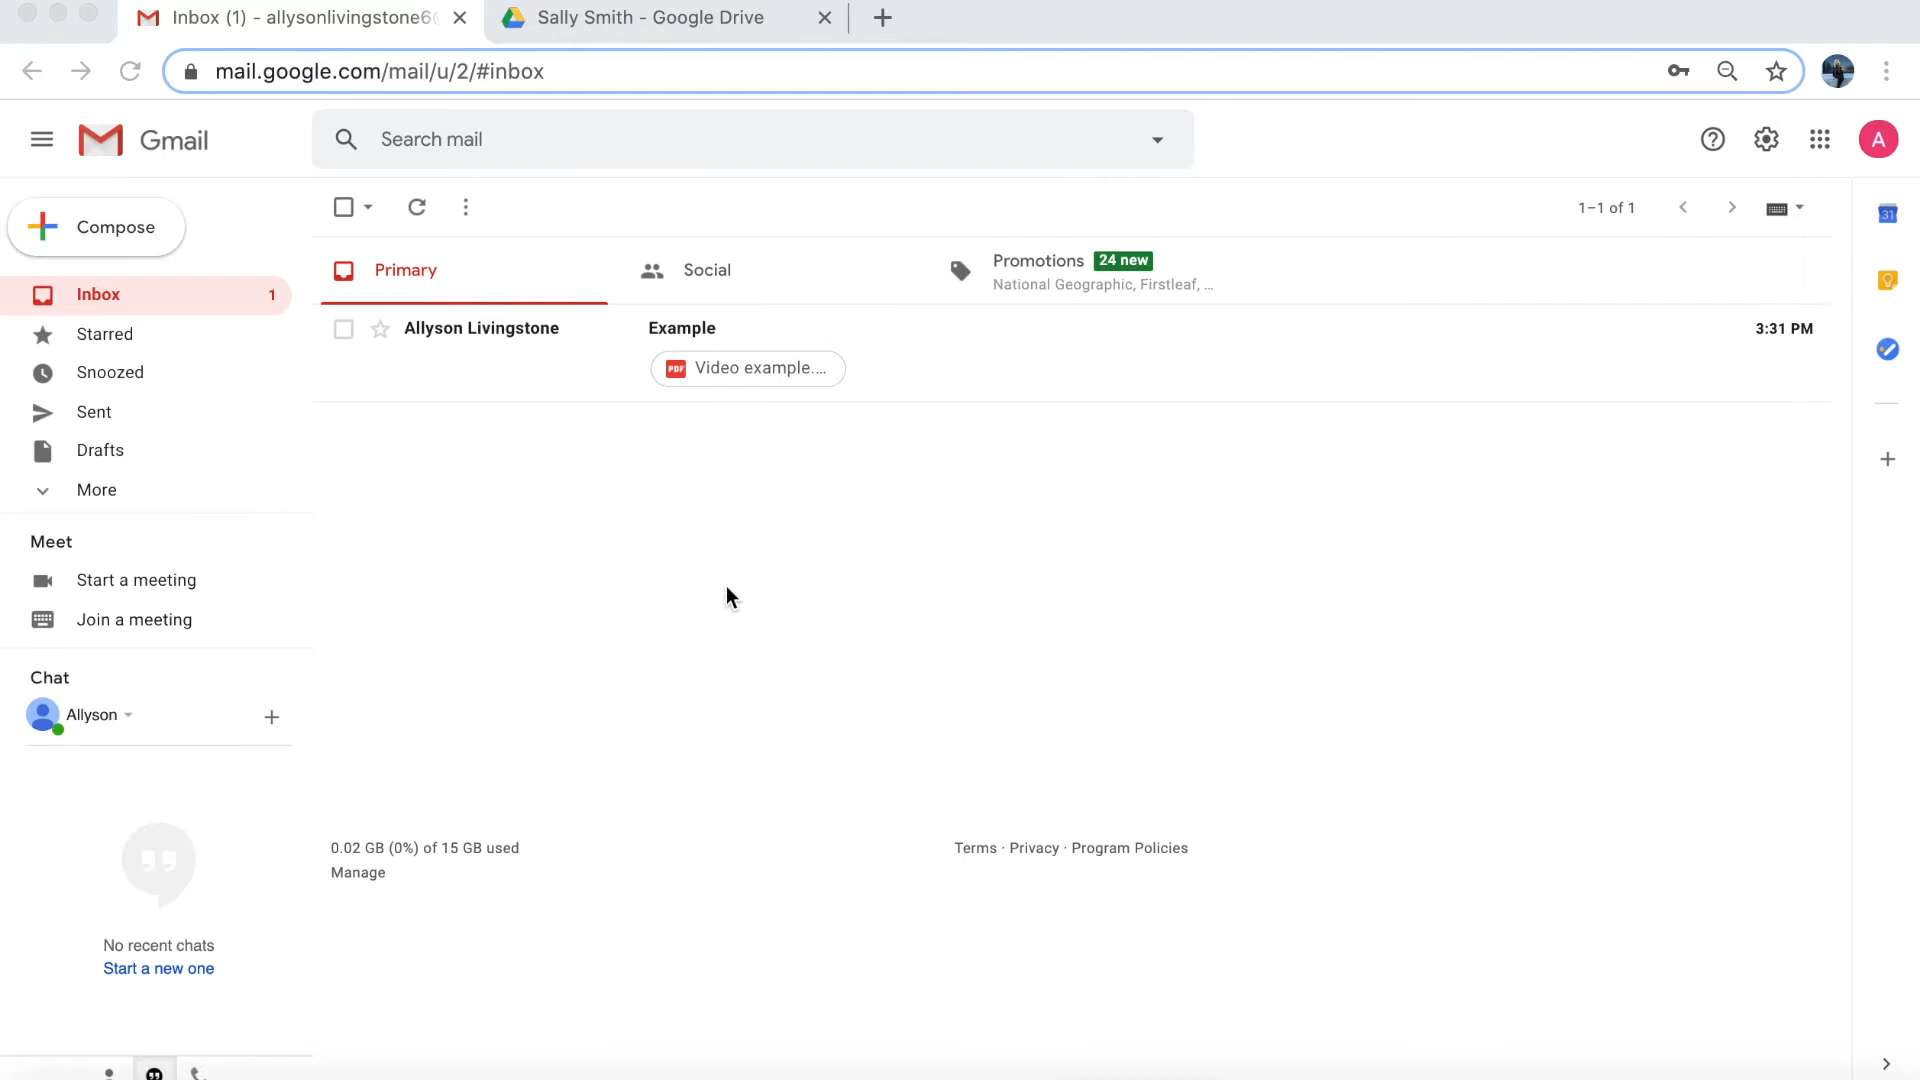 Inbox (1) - allysonlivingstone6
Sally Smith - Google Drive
mail.google.com/mail/u/2/#inbox
Gmail
Search mail
A
Compose
1–1 of 1
31
Primary
Social
Promotions 24 new
National Geographic, Firstleaf, ...
Inbox 1
Starred
Snoozed
Sent
Drafts
More
Allyson Livingstone Example 3:31 PM
PDF Video example....
Meet
Start a meeting
Join a meeting
Chat
Allyson
No recent chats
Start a new one
0.02 GB (0%) of 15 GB used
Manage
Terms · Privacy · Program Policies